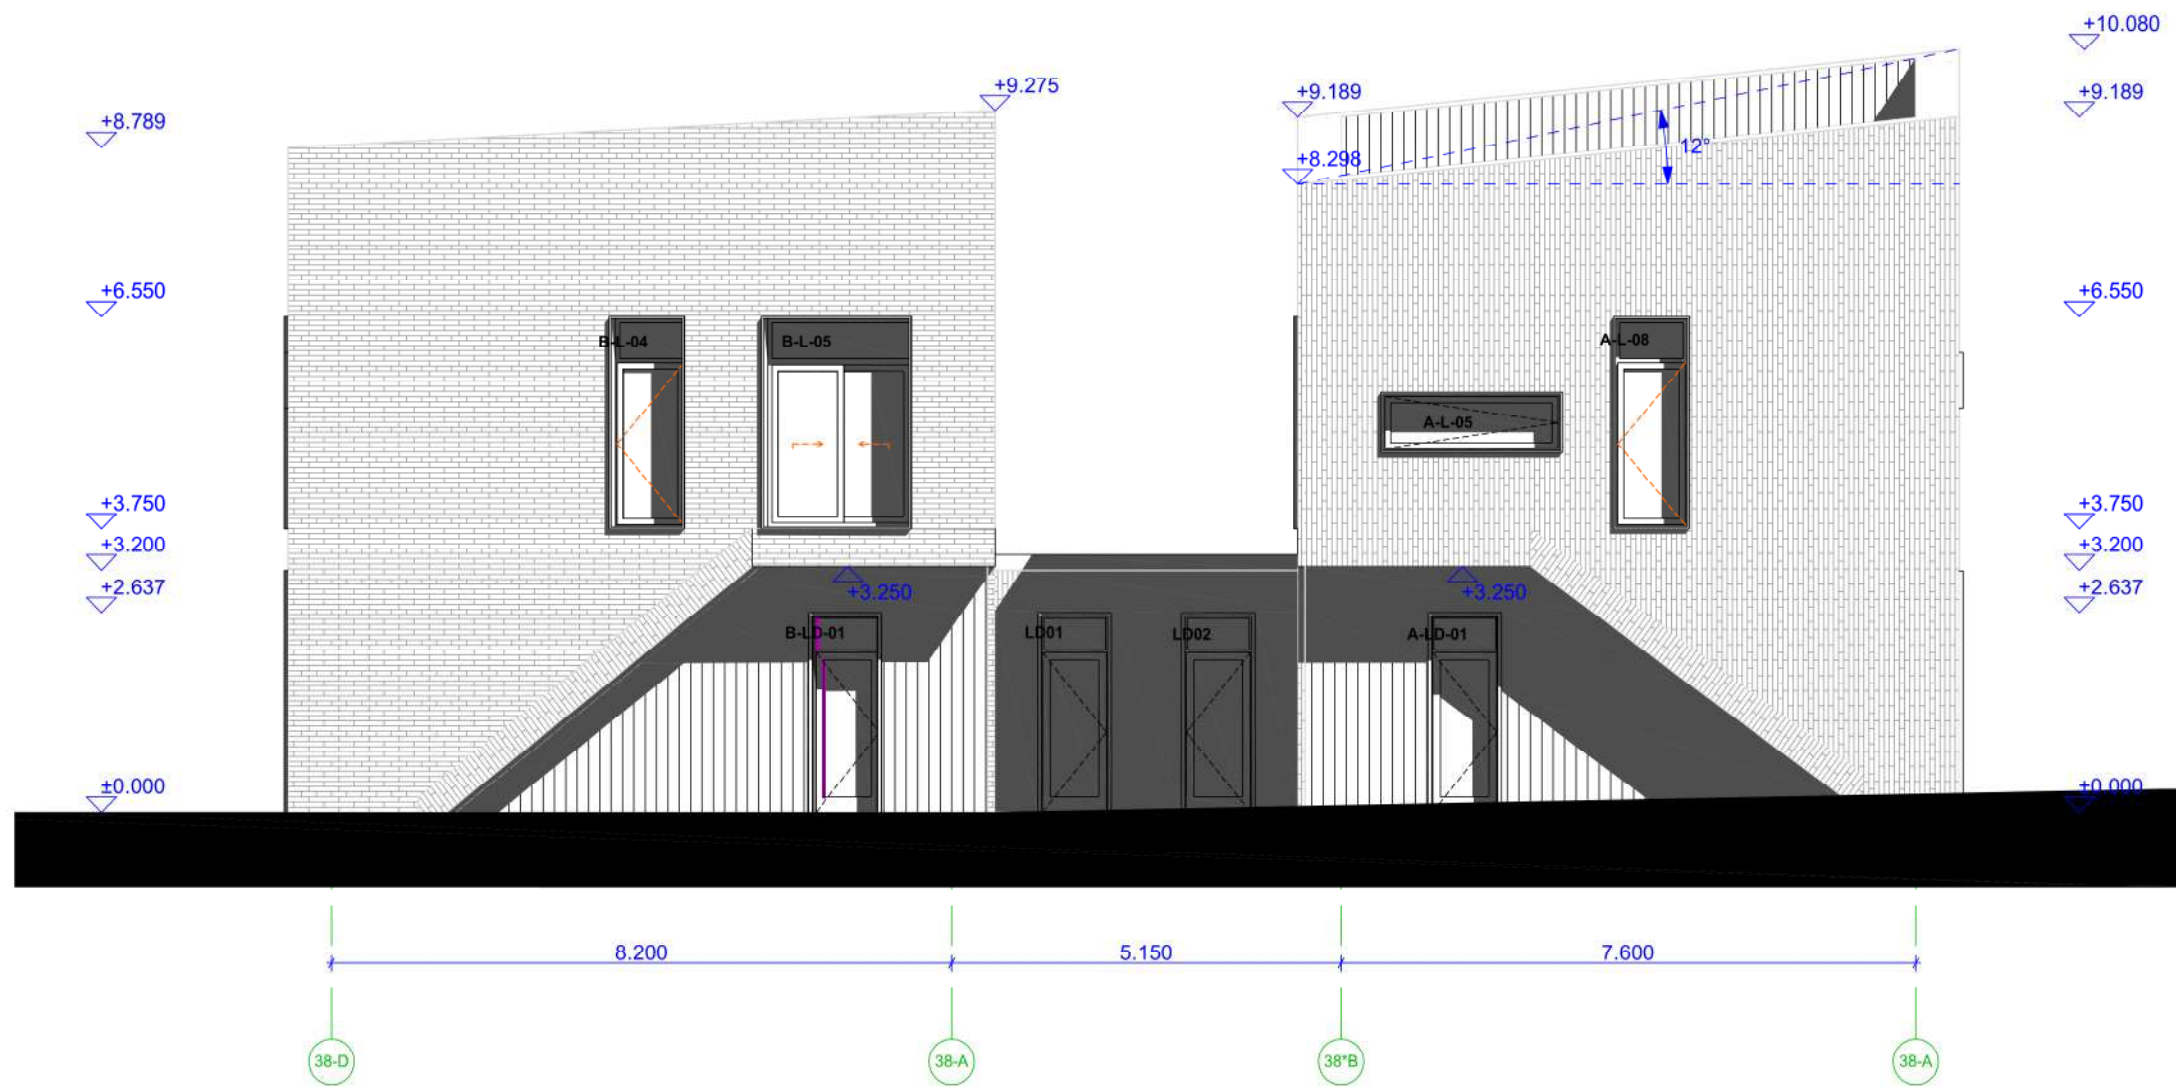 +10.080
+9.275
+9.189
+9.189
+8.789
12°
+8.298
+6.550
+6.550
B-L-04
B-L-05
A-L-08
A-L-05
+3.750
+3.750
+3.200
+3.200
+2.637
+3.250
+3.250
+2.637
B-LD-01
LD01
LD02
A-LD-01
±0.000
±0.000
8.200
5.150
7.600
38-D
38-A
38*B
38-A